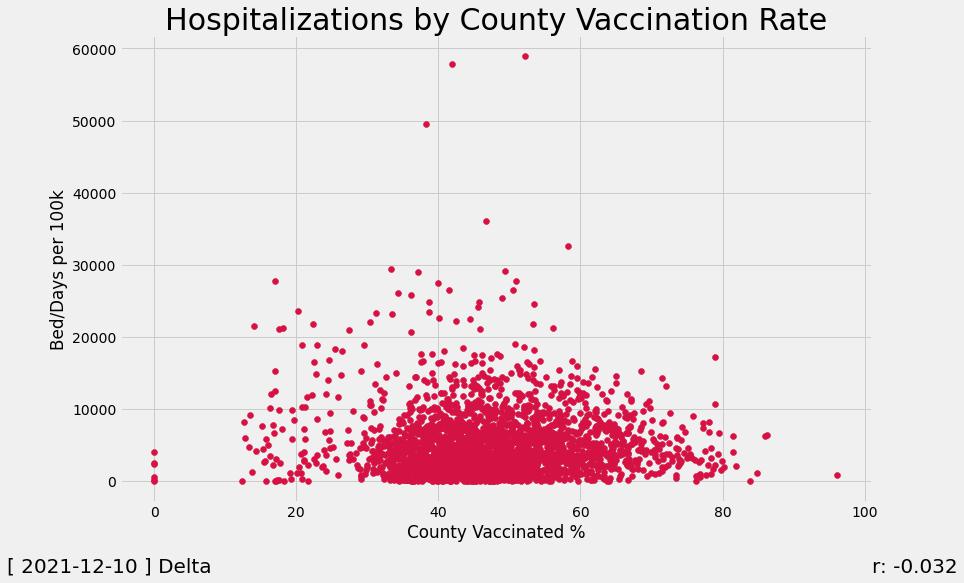 Hospitalizations by County Vaccination Rate
60000
50000
40000
30000
20000
10000
0
Bed/Days per 100k
0 20 40 60 80 100
County Vaccinated %
[ 2021-12-10 ] Delta
r: -0.032